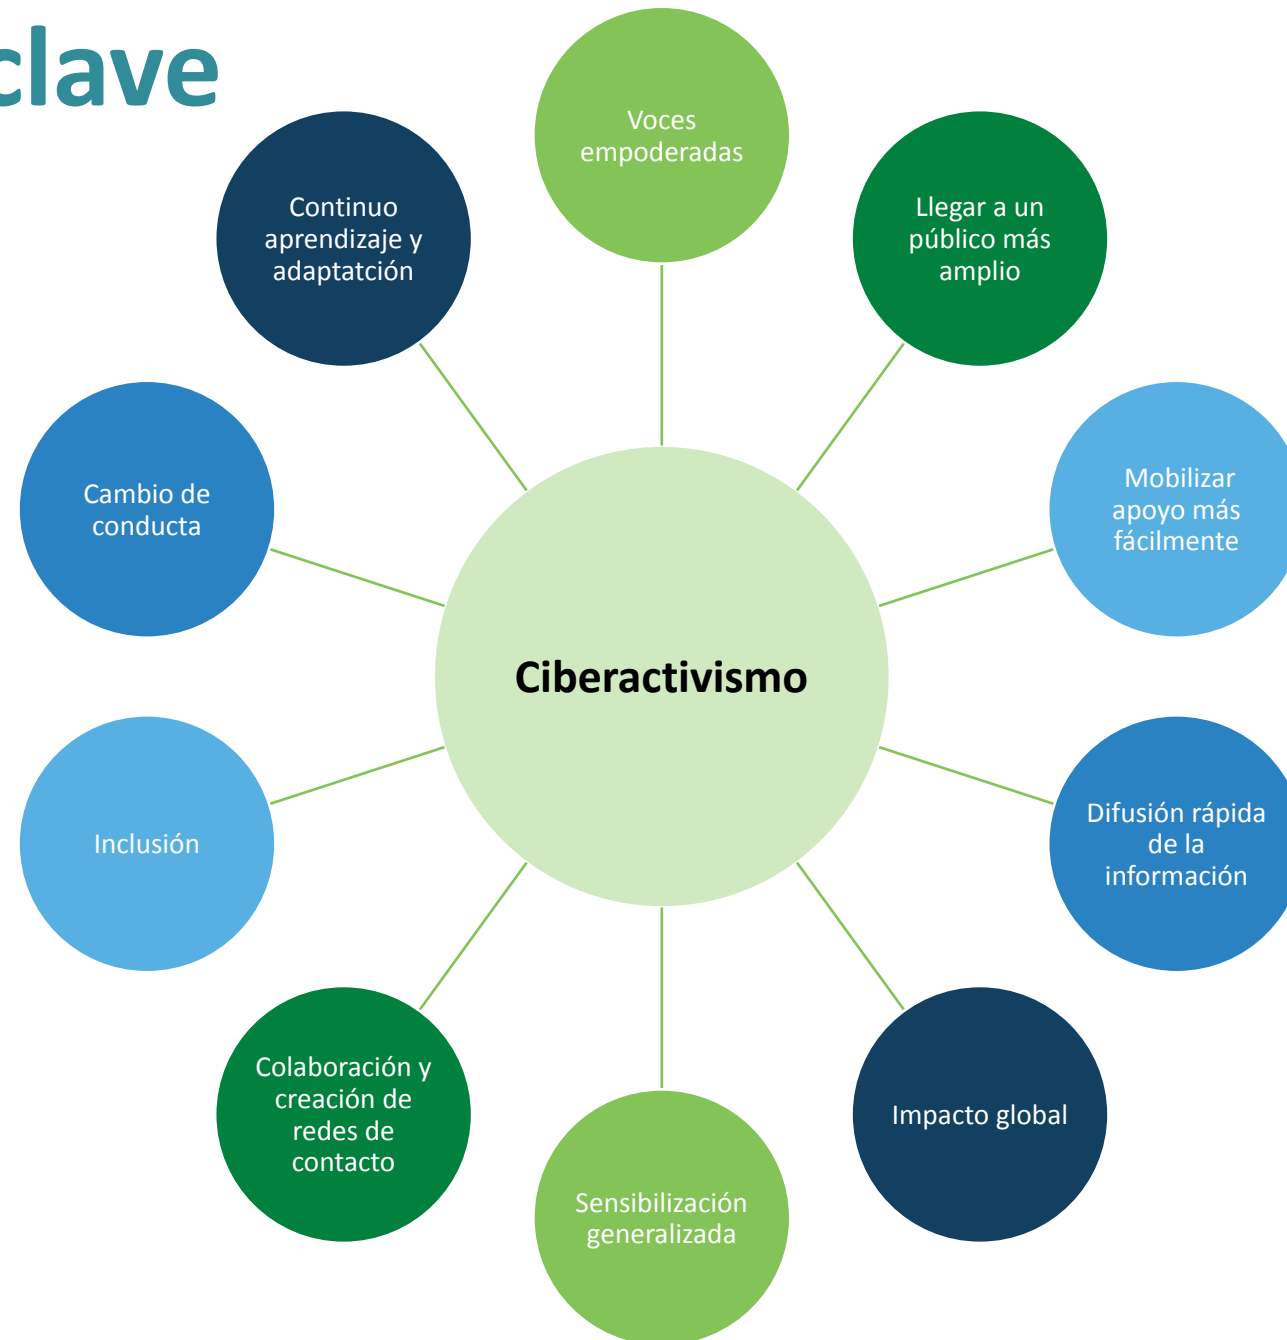 clave
Voces
empoderadas
Llegar a un
público más
amplio
Mobilizar
apoyo más
fácilmente
Difusión rápida
de la
información
Impacto global
Sensibilización
generalizada
Colaboración y
creación de
redes de
contacto
Inclusión
Cambio de
conducta
Continuo
aprendizaje y
adaptatción
Ciberactivismo